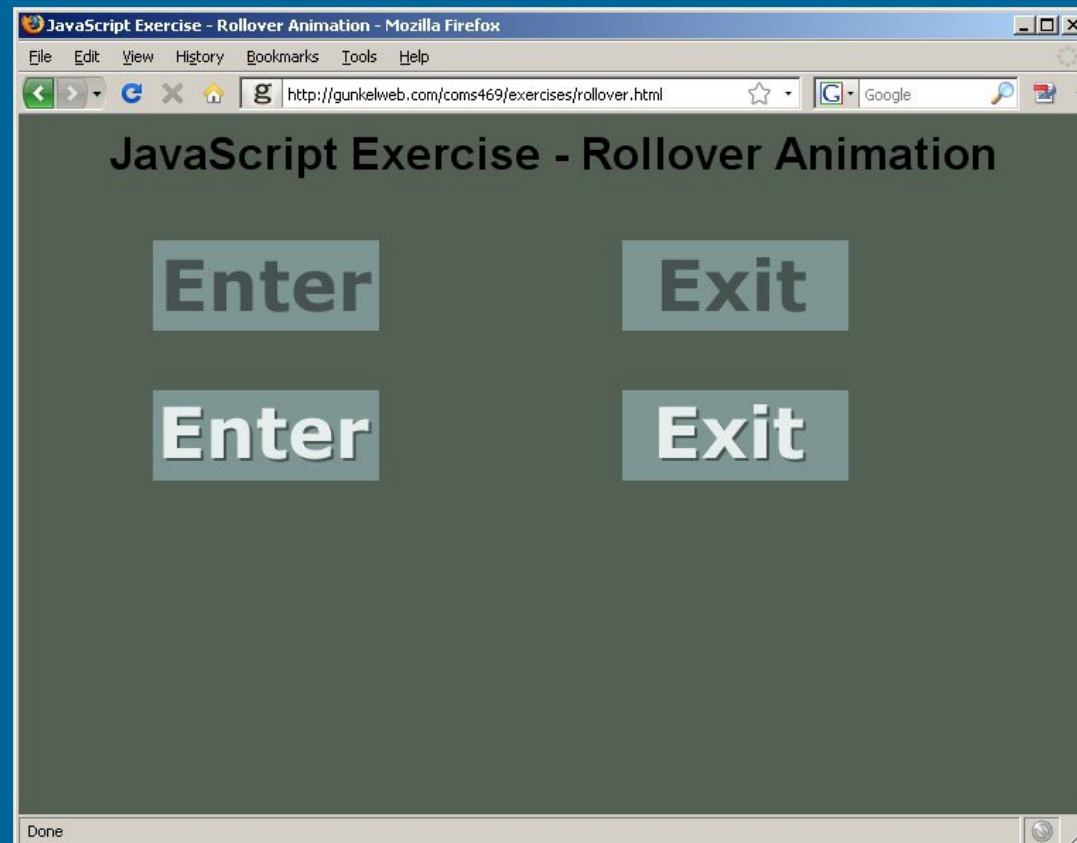 JavaScript Exercise - Rollover Animation - Mozilla Firefox
File Edit View History Bookmarks Tools Help
g http://gunkelweb.com/coms469/exercises/rollover.html G Google
JavaScript Exercise - Rollover Animation
Enter Exit
Enter Exit
Done